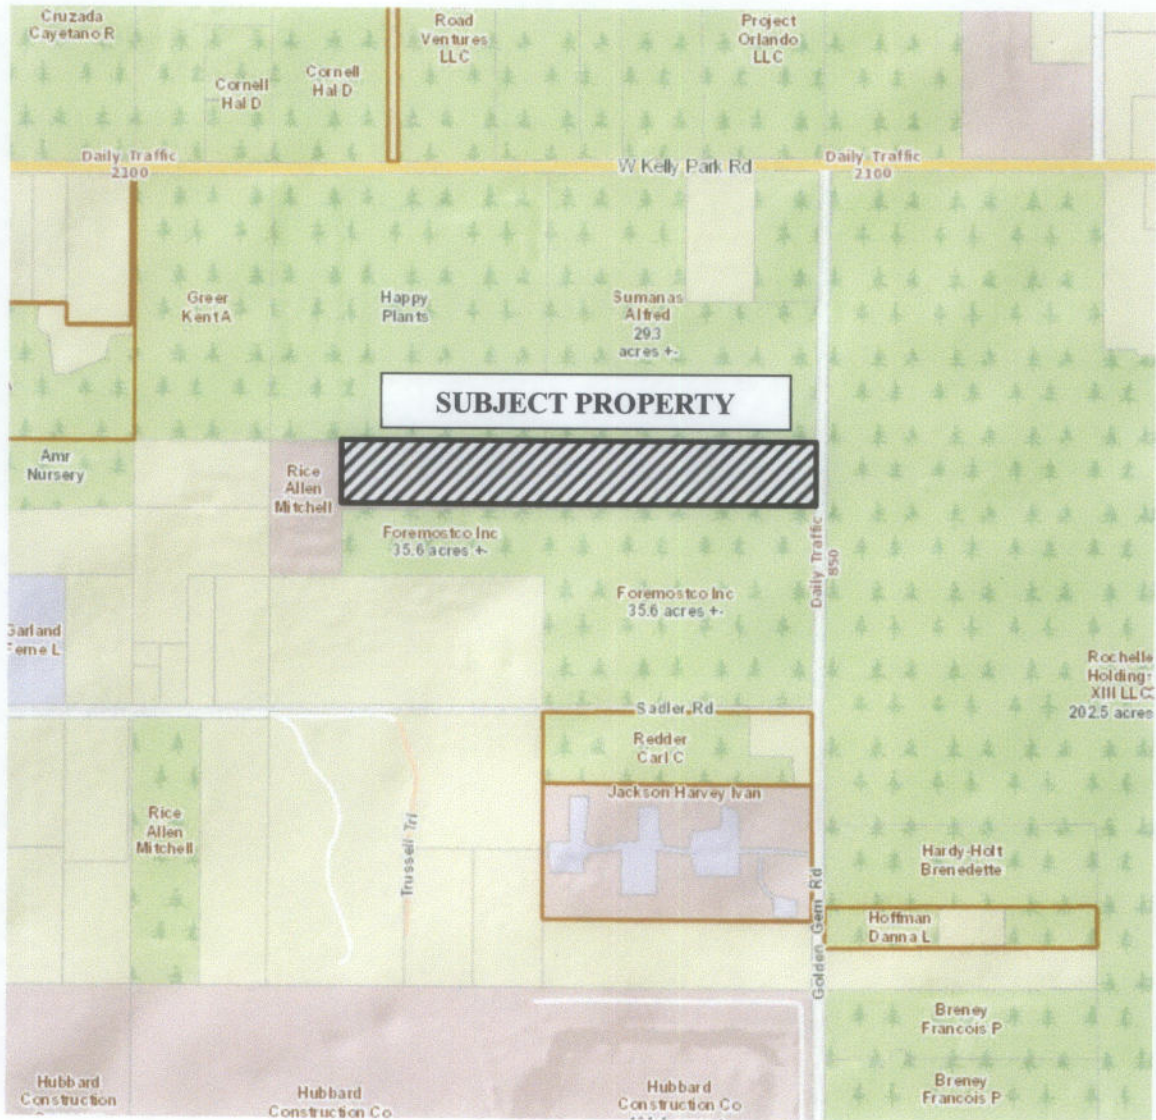 Cruzada
Cayetano R
Road
Ventures
LLC
Project
Orlando
LLC
Cornell
Hal D
Cornell
Hal D
Daily Traffic
2100
W Kelly Park Rd
Daily Traffic
2100
Greer
Kent A
Happy
Plants
Sumanas
Alfred
29.3
acres +-
SUBJECT PROPERTY
Amr
Nursery
Rice
Allen
Mitchell
Foremostco Inc
35.6 acres +-
Daily Traffic
850
Foremostco Inc
35.6 acres +-
Garland
Ferne L
Rochelle
Holding
XIII LLC
202.5 acres
Sadler Rd
Redder
Carl C
Jackson Harvey Ivan
Rice
Allen
Mitchell
Trussell Trl
Hardy-Holt
Brenedette
Golden Gem Rd
Hoffman
Danna L
Breney
Francois P
Hubbard
Construction
Hubbard
Construction Co
Hubbard
Construction Co
Breney
Francois P